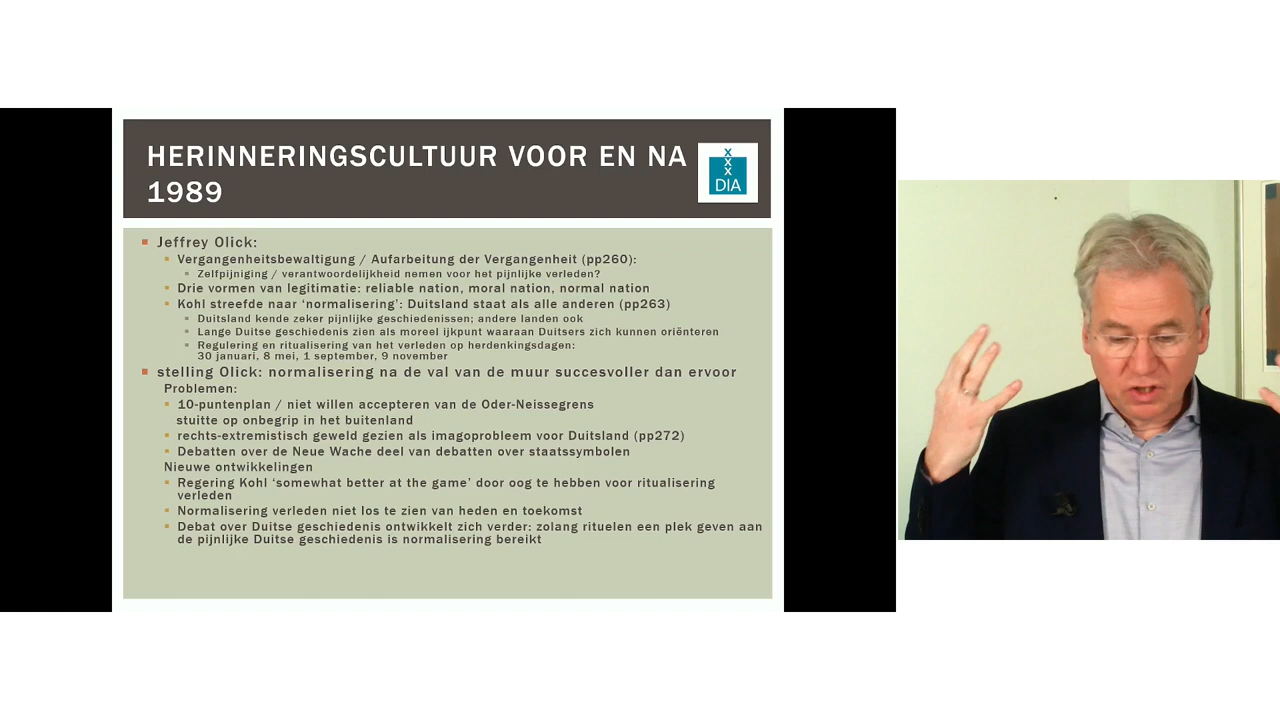 HERINNERINGSCULTUUR VOOR EN NA
1989
X
X
X
DIA
Jeffrey Olick:
Vergangenheitsbewaltigung / Aufarbeitung der Vergangenheit (pp260):
Zelfpijniging / verantwoordelijkheid nemen voor het pijnlijke verleden?
Drie vormen van legitimatie: reliable nation, moral nation, normal nation
Kohl streefde naar ‘normalisering’: Duitsland staat als alle anderen (pp263)
Duitsland kende zeker pijnlijke geschiedenissen; andere landen ook
Lange Duitse geschiedenis zien als moreel ijkpunt waaraan Duitsers zich kunnen oriënteren
Regulering en ritualisering van het verleden op herdenkingsdagen:
30 januari, 8 mei, 1 september, 9 november
stelling Olick: normalisering na de val van de muur succesvoller dan ervoor
Problemen:
10-puntenplan / niet willen accepteren van de Oder-Neissegrens
stuitte op onbegrip in het buitenland
rechts-extremistisch geweld gezien als imagoprobleem voor Duitsland (pp272)
Debatten over de Neue Wache deel van debatten over staatssymbolen
Nieuwe ontwikkelingen
Regering Kohl ‘somewhat better at the game’ door oog te hebben voor ritualisering
verleden
Normalisering verleden niet los te zien van heden en toekomst
Debat over Duitse geschiedenis ontwikkelt zich verder: zolang rituelen een plek geven aan
de pijnlijke Duitse geschiedenis is normalisering bereikt